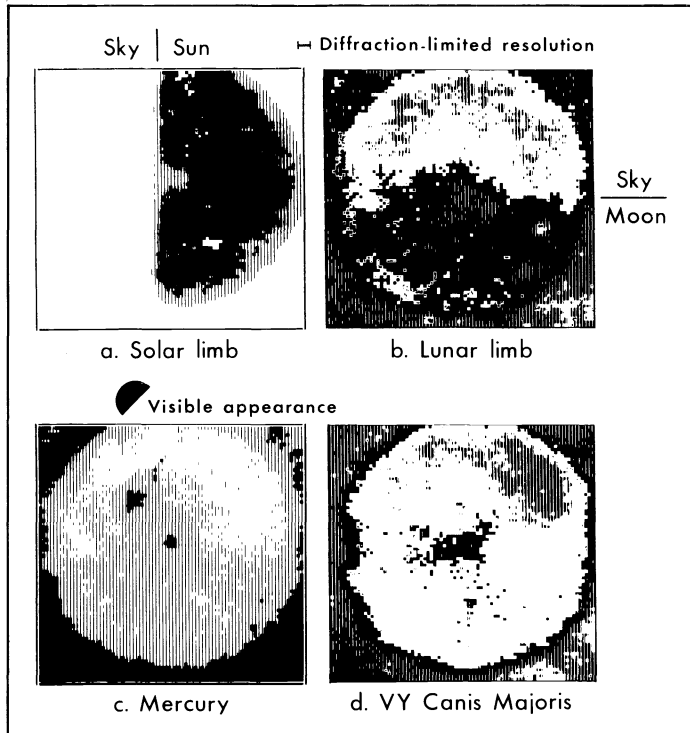 Sky | Sun
I Diffraction-limited resolution
Sky
Moon
a. Solar limb
b. Lunar limb
Visible appearance
c. Mercury
d. VY Canis Majoris